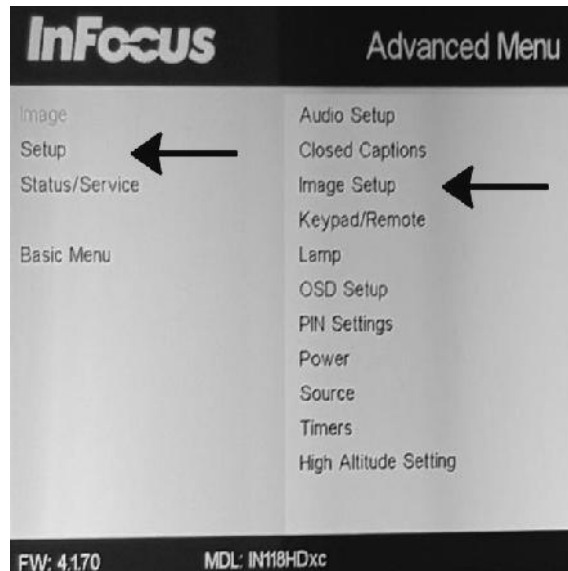 InFocus
Advanced Menu
Image
Setup
Status/Service
Basic Menu
Audio Setup
Closed Captions
Image Setup
Keypad/Remote
Lamp
OSD Setup
PIN Settings
Power
Source
Timers
High Altitude Setting
FW: 4.1.70
MDL: IN118HDxc